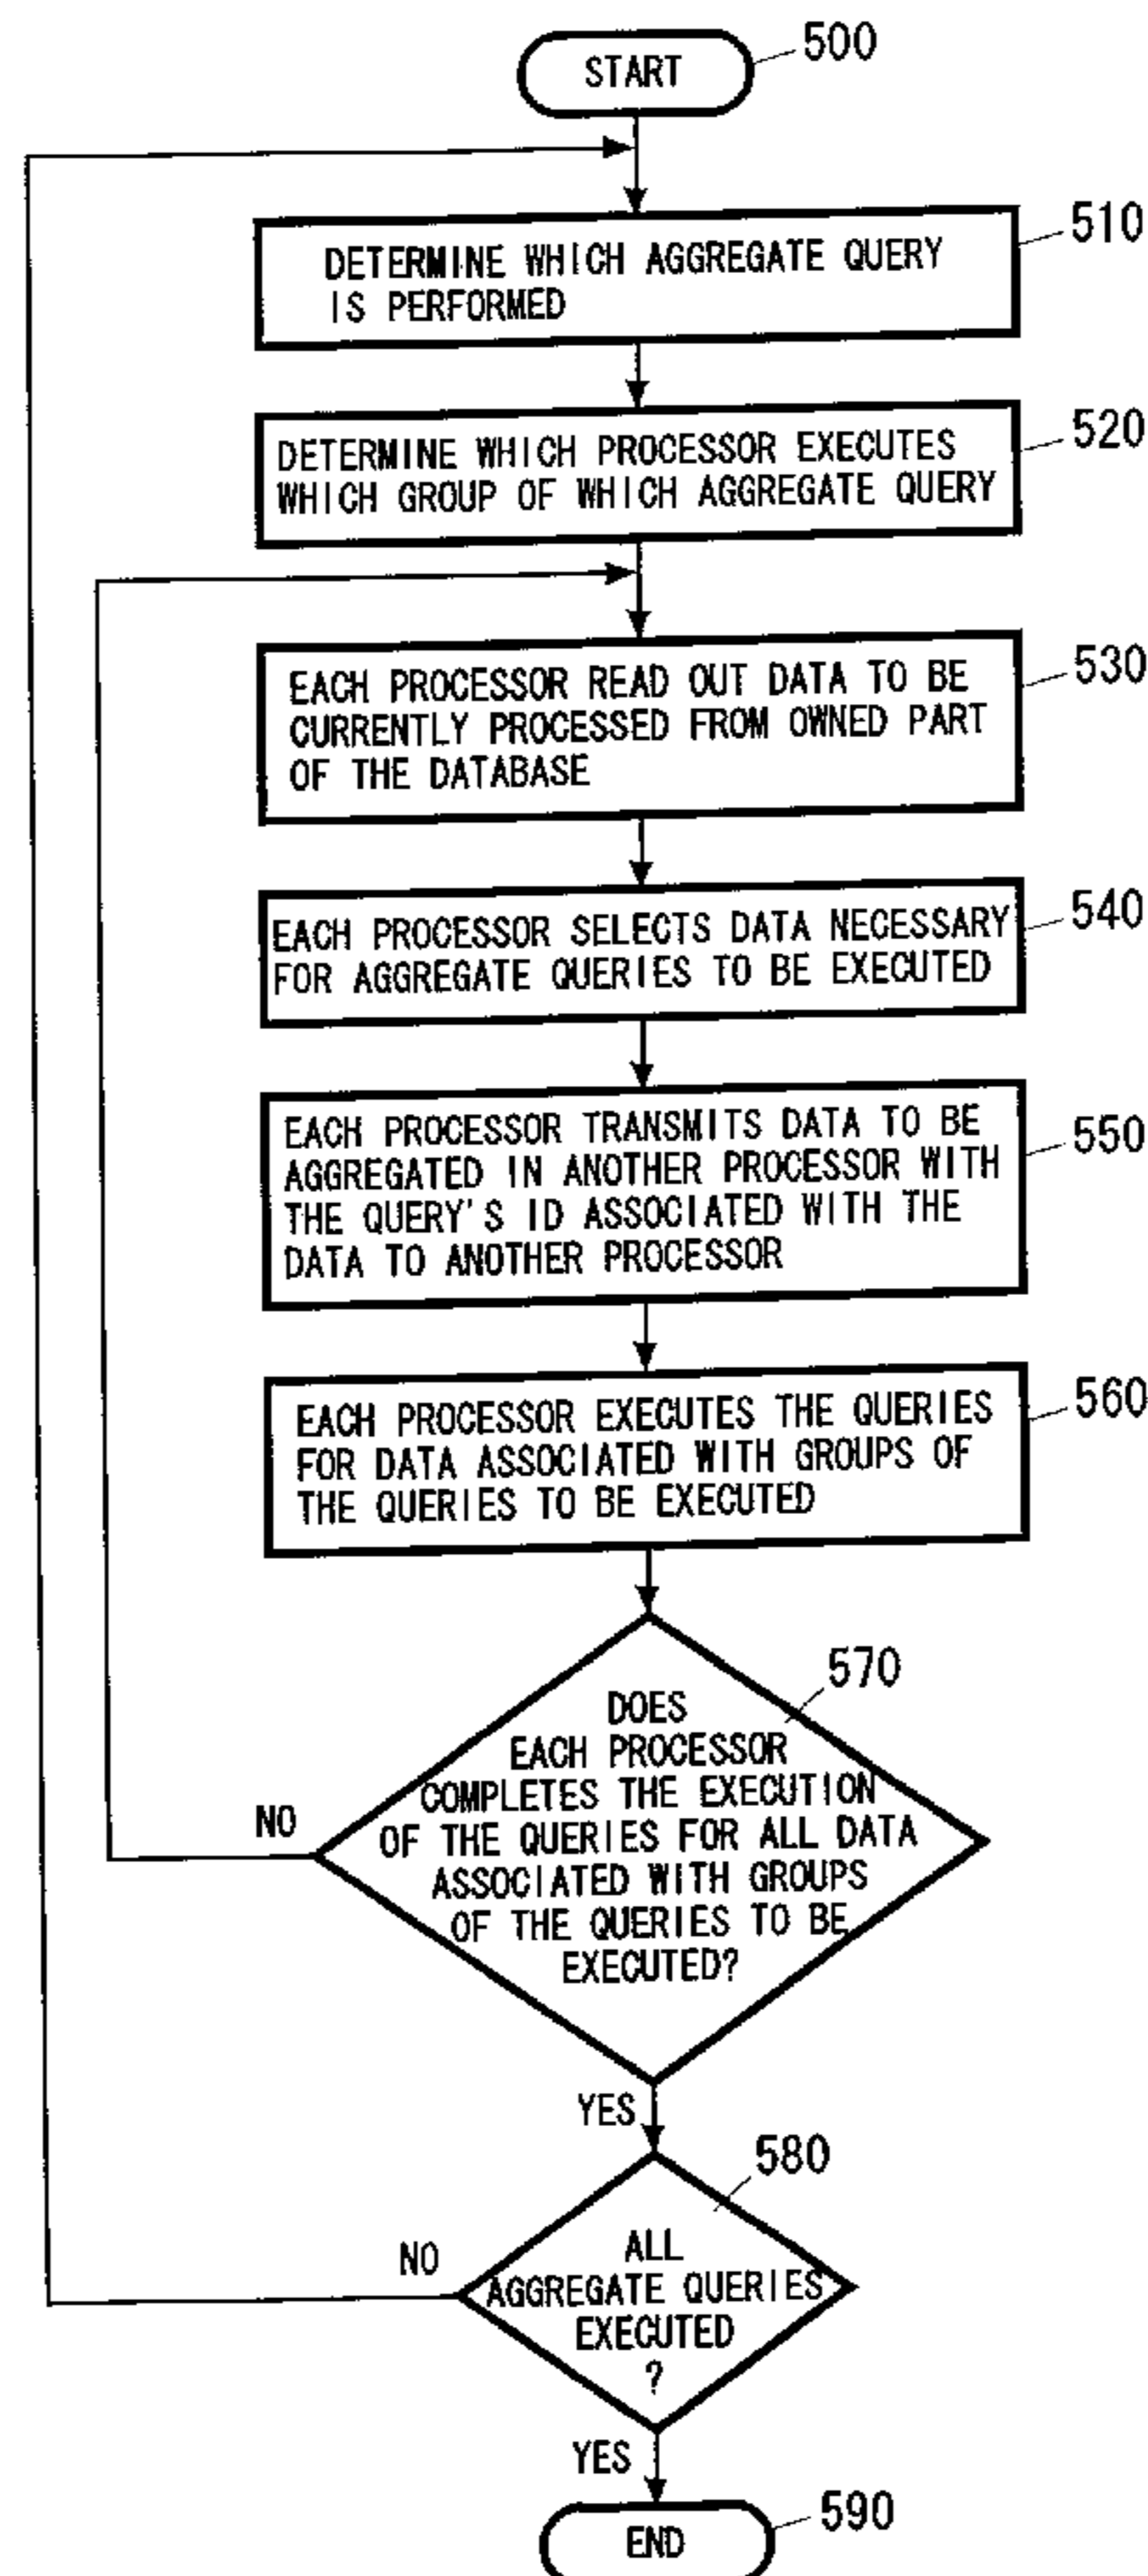 START
500
DETERMINE WHICH AGGREGATE QUERY
IS PERFORMED
510
DETERMINE WHICH PROCESSOR EXECUTES
WHICH GROUP OF WHICH AGGREGATE QUERY
520
EACH PROCESSOR READ OUT DATA TO BE
CURRENTLY PROCESSED FROM OWNED PART
OF THE DATABASE
530
EACH PROCESSOR SELECTS DATA NECESSARY
FOR AGGREGATE QUERIES TO BE EXECUTED
540
EACH PROCESSOR TRANSMITS DATA TO BE
AGGREGATED IN ANOTHER PROCESSOR WITH
THE QUERY'S ID ASSOCIATED WITH THE
DATA TO ANOTHER PROCESSOR
550
EACH PROCESSOR EXECUTES THE QUERIES
FOR DATA ASSOCIATED WITH GROUPS OF
THE QUERIES TO BE EXECUTED
560
570
DOES
EACH PROCESSOR
COMPLETES THE EXECUTION
OF THE QUERIES FOR ALL DATA
ASSOCIATED WITH GROUPS
OF THE QUERIES TO BE
EXECUTED?
NO
YES
580
ALL
AGGREGATE QUERIES
EXECUTED
?
NO
YES
END
590